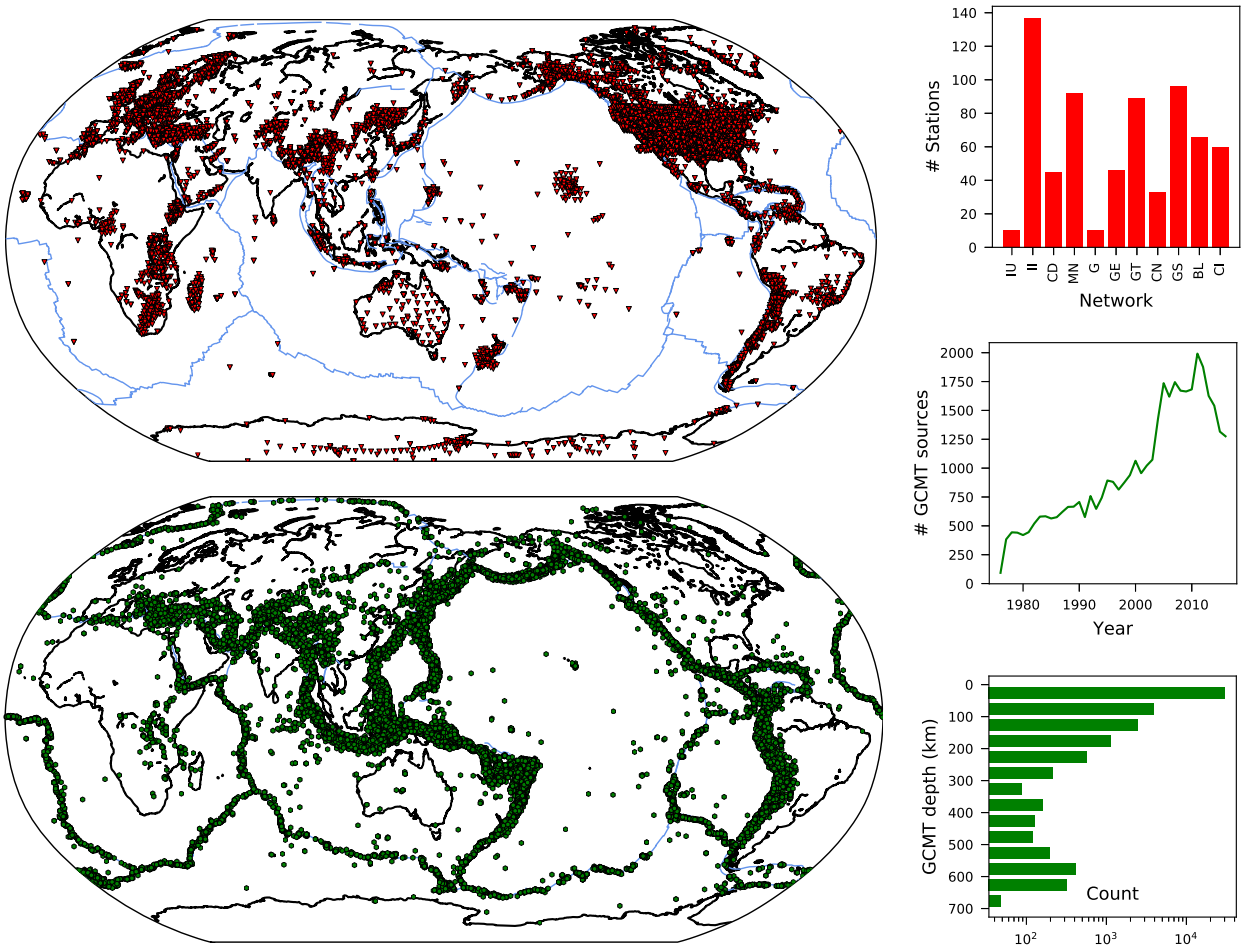 140
120
100
80
60
40
20
0
# Stations
IU II CD MN G GE GT CN GS BL CI
Network
2000
1750
1500
1250
1000
750
500
250
0
# GCMT sources
1980 1990 2000 2010
Year
0
100
200
300
400
500
600
700
GCMT depth (km)
Count
10² 10³ 10⁴